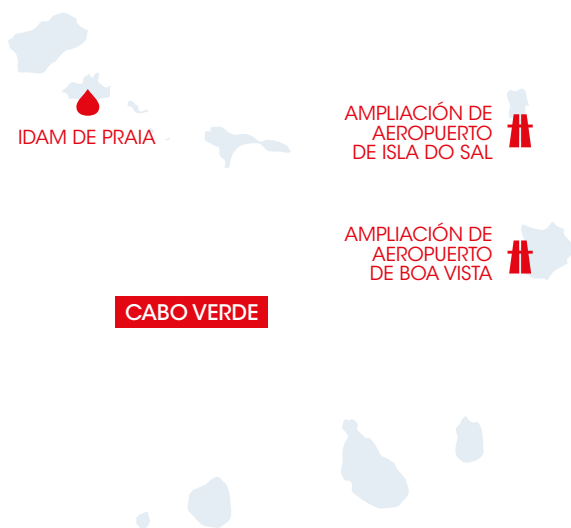 IDAM DE PRAIA
AMPLIACIÓN DE
AEROPUERTO
DE ISLA DO SAL
AMPLIACIÓN DE
AEROPUERTO
DE BOA VISTA
CABO VERDE